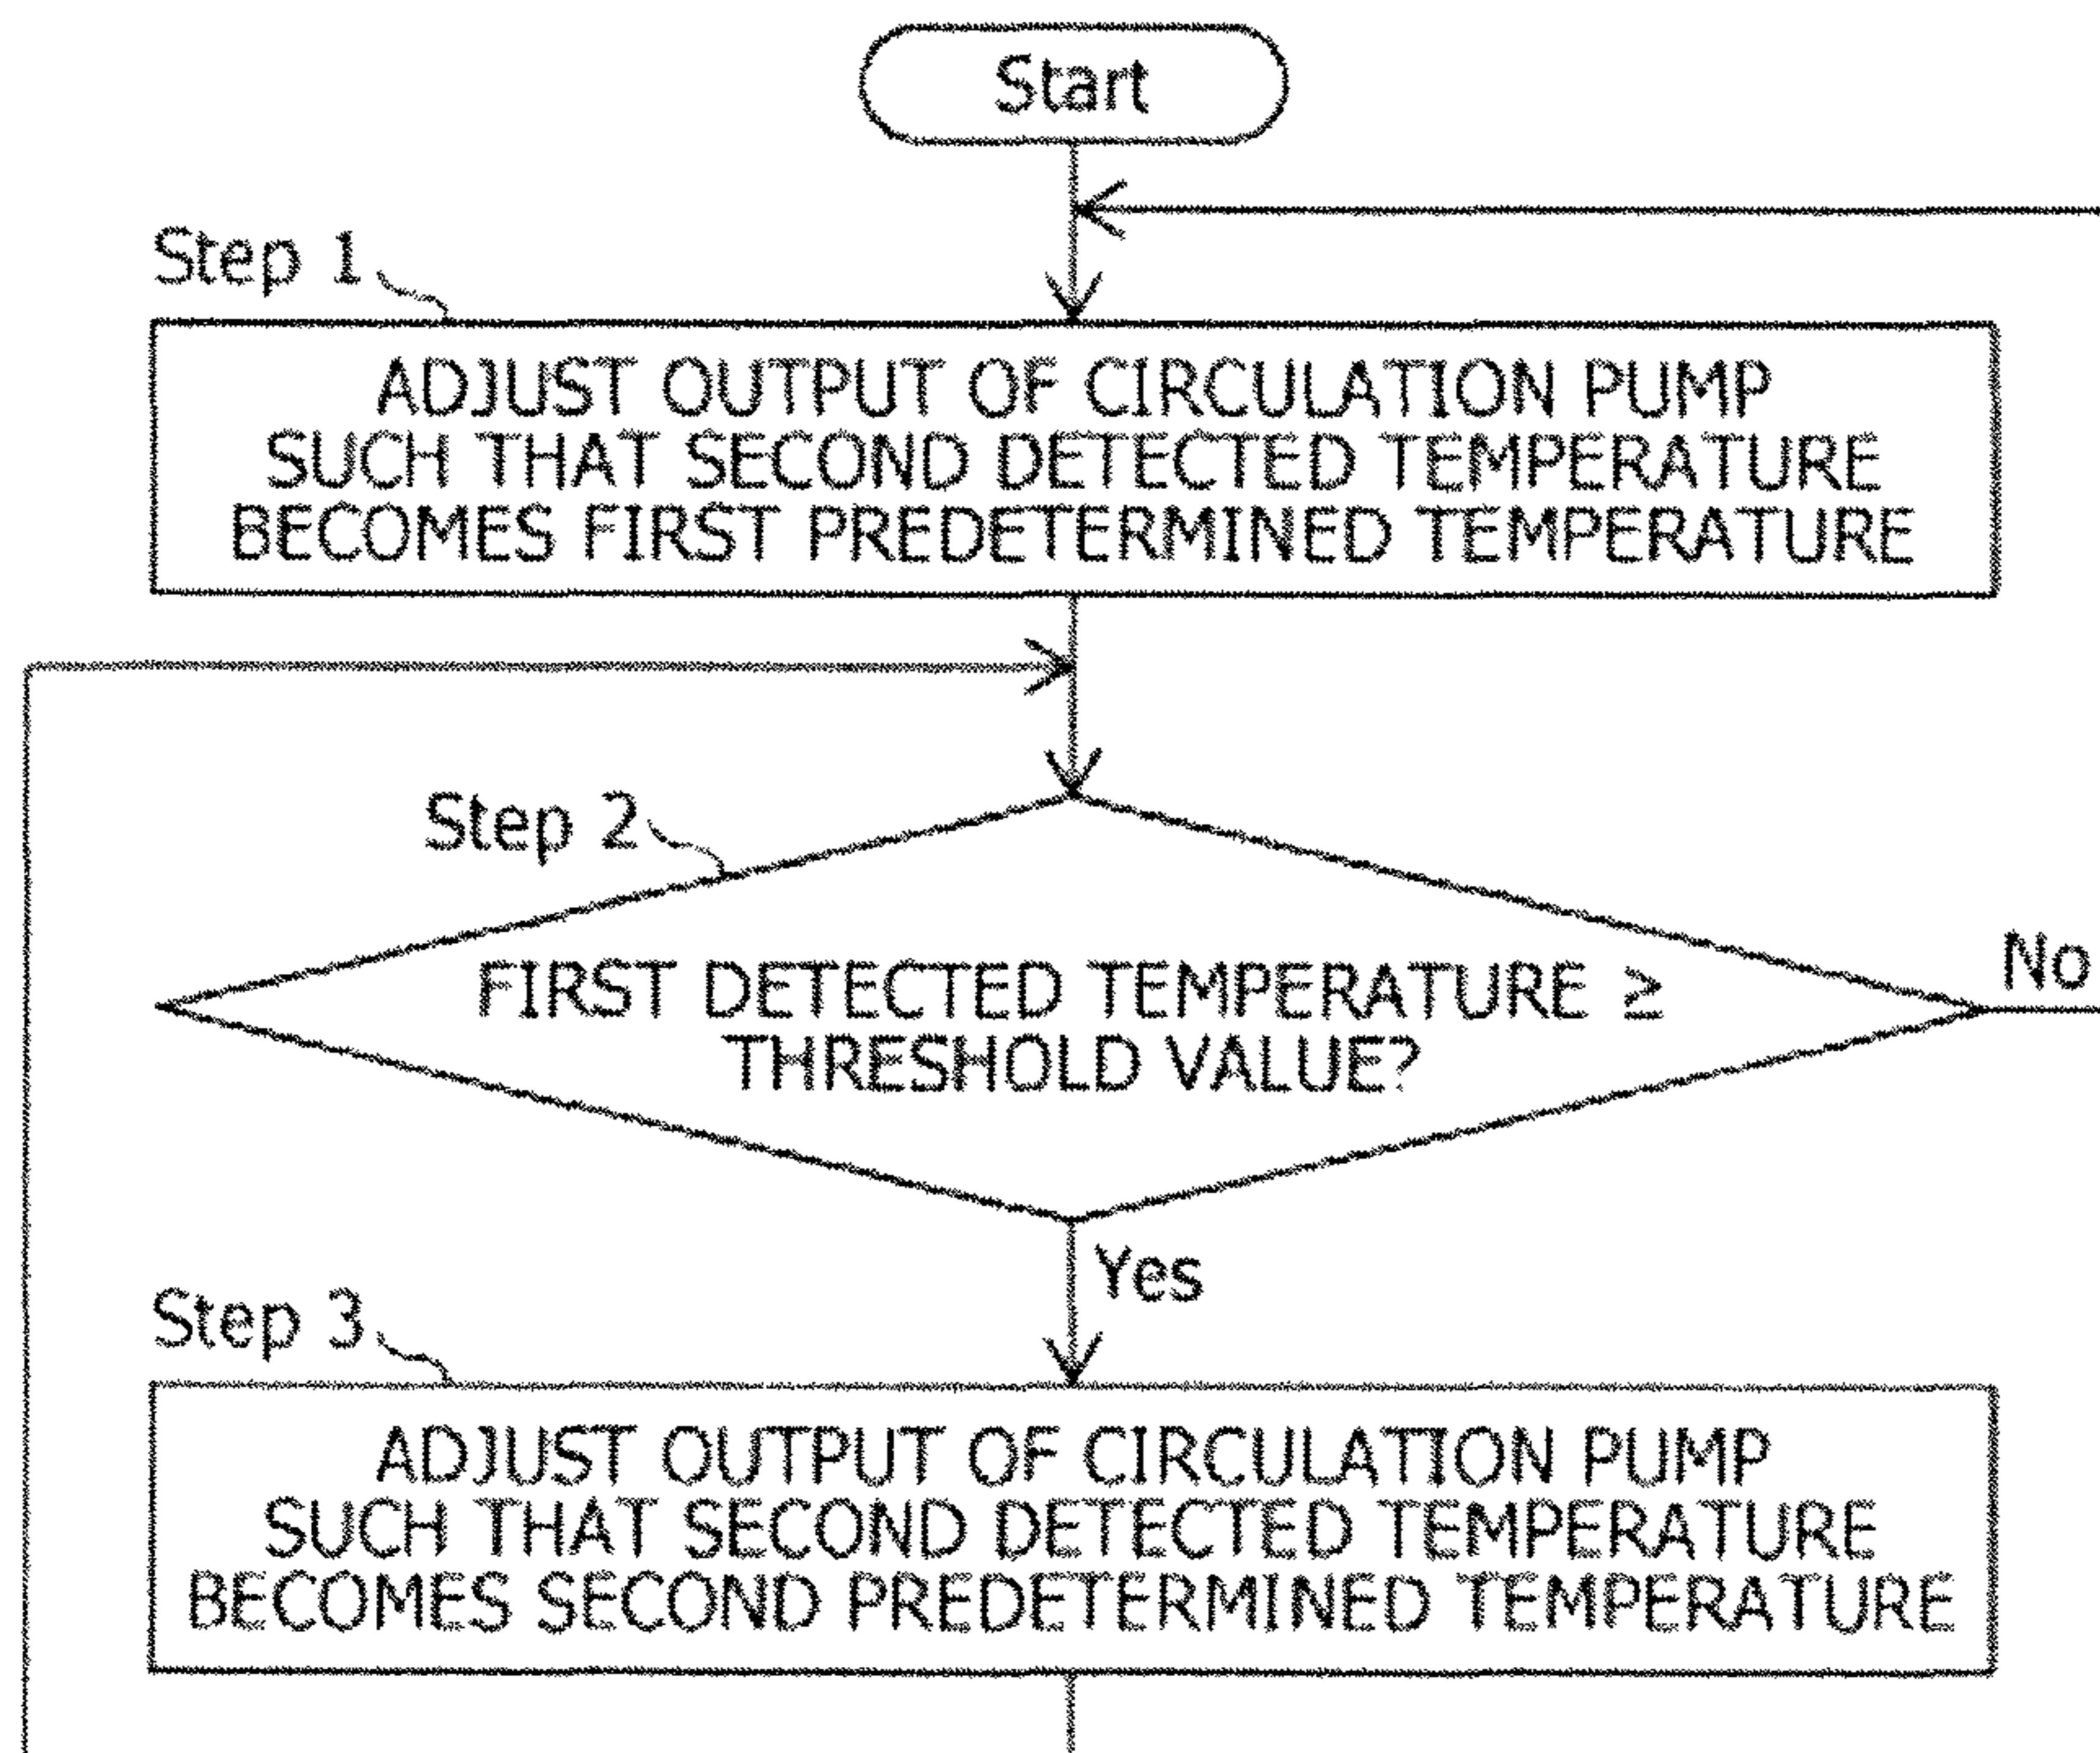 Start
Step 1
ADJUST OUTPUT OF CIRCULATION PUMP
SUCH THAT SECOND DETECTED TEMPERATURE
BECOMES FIRST PREDETERMINED TEMPERATURE
Step 2
FIRST DETECTED TEMPERATURE ≥
THRESHOLD VALUE?
No
Yes
Step 3
ADJUST OUTPUT OF CIRCULATION PUMP
SUCH THAT SECOND DETECTED TEMPERATURE
BECOMES SECOND PREDETERMINED TEMPERATURE